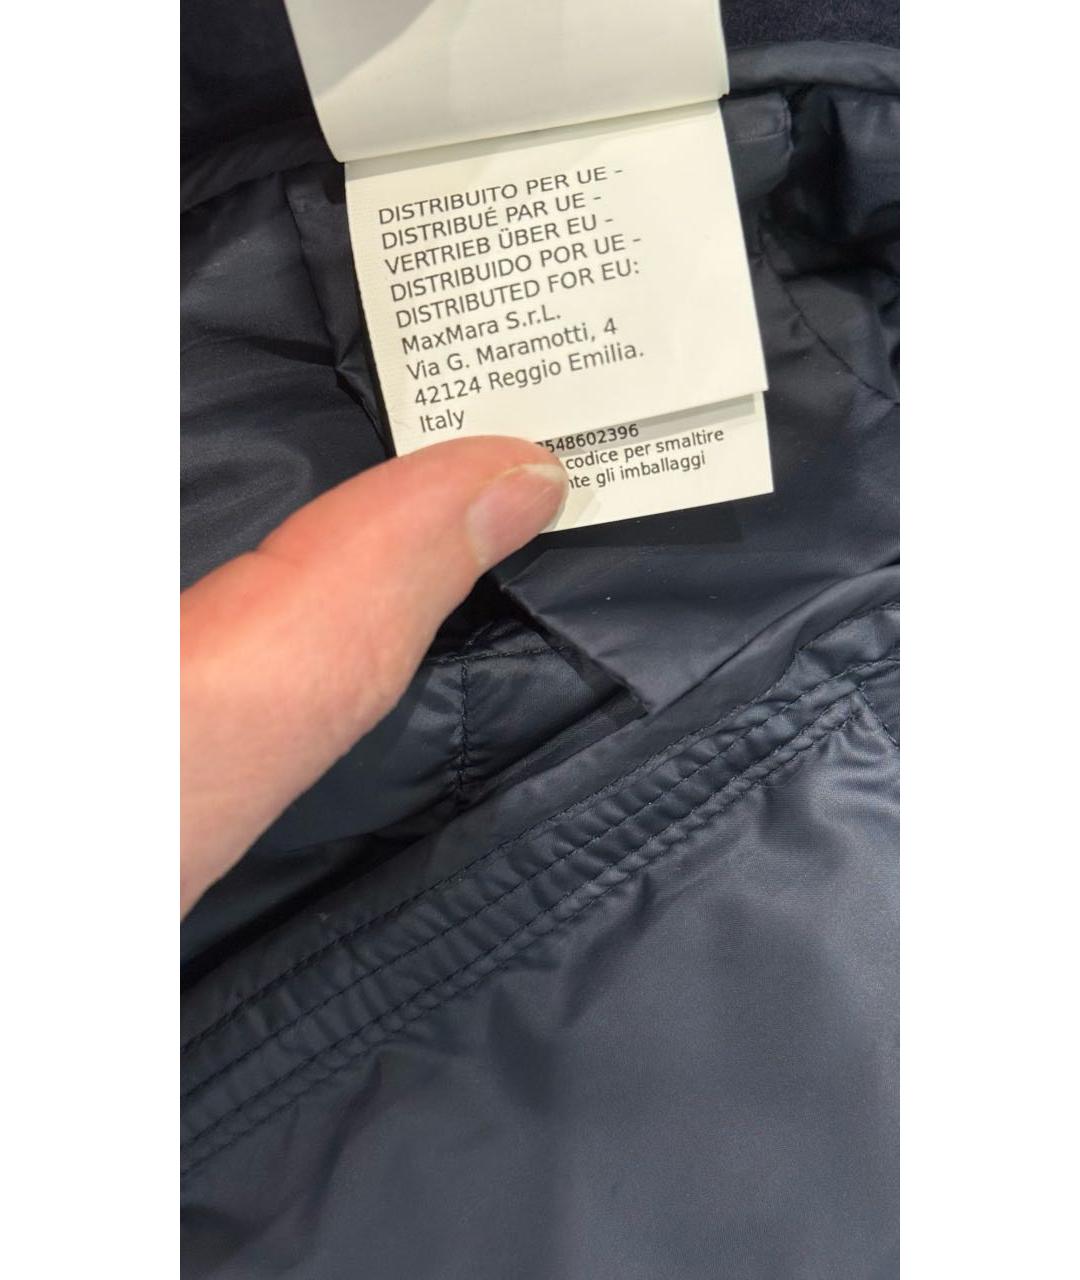 DISTRIBUITO PER UE -
DISTRIBUÉ PAR UE -
VERTRIEB ÜBER EU -
DISTRIBUIDO POR UE -
DISTRIBUTED FOR EU:
MaxMara S.r.L.
Via G. Maramotti, 4
42124 Reggio Emilia.
Italy
548602396
codice per smaltire
gli imballaggi